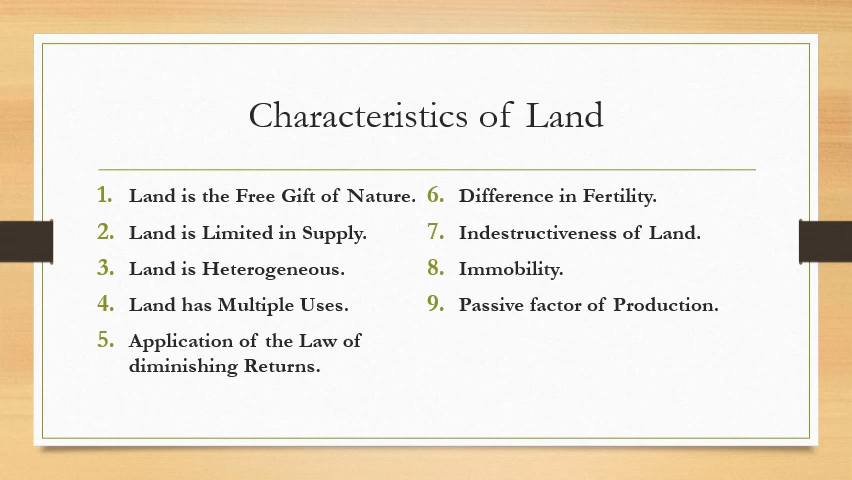 Characteristics of Land
1. Land is the Free Gift of Nature.
2. Land is Limited in Supply.
3. Land is Heterogeneous.
4. Land has Multiple Uses.
5. Application of the Law of
diminishing Returns.
6. Difference in Fertility.
7. Indestructiveness of Land.
8. Immobility.
9. Passive factor of Production.